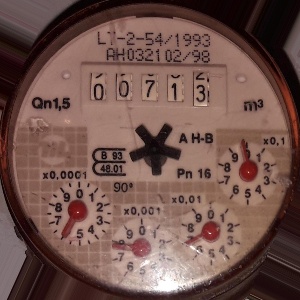 LT-2-54/1993
AH032102/98
00713
Qn1,5
m³
A H-B
B 93
48.01
Pn 16
90°
x0,1
x0,01
x0,001
x0,0001